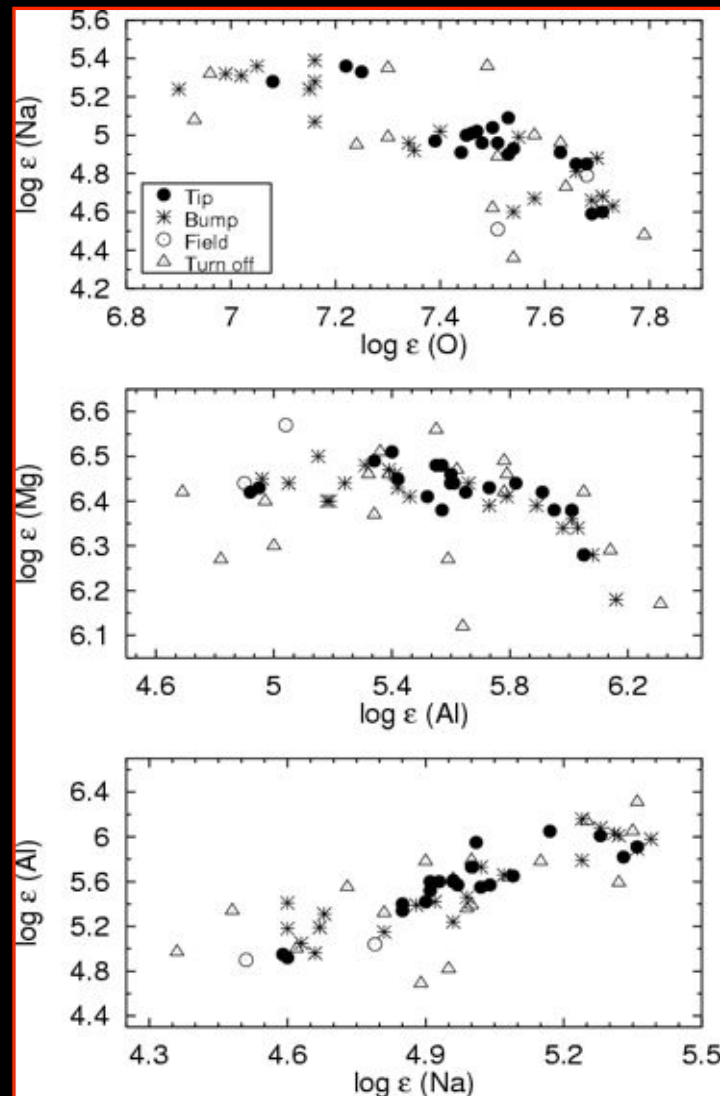 5.6
5.4
5.2
5
4.8
4.6
4.4
4.2
log ε (Na)
Tip
Bump
Field
Turn off
6.8 7 7.2 7.4 7.6 7.8
log ε (O)
6.6
6.5
6.4
6.3
6.2
6.1
log ε (Mg)
4.6 5 5.4 5.8 6.2
log ε (Al)
6.4
6
5.6
5.2
4.8
4.4
log ε (Al)
4.3 4.6 4.9 5.2 5.5
log ε (Na)